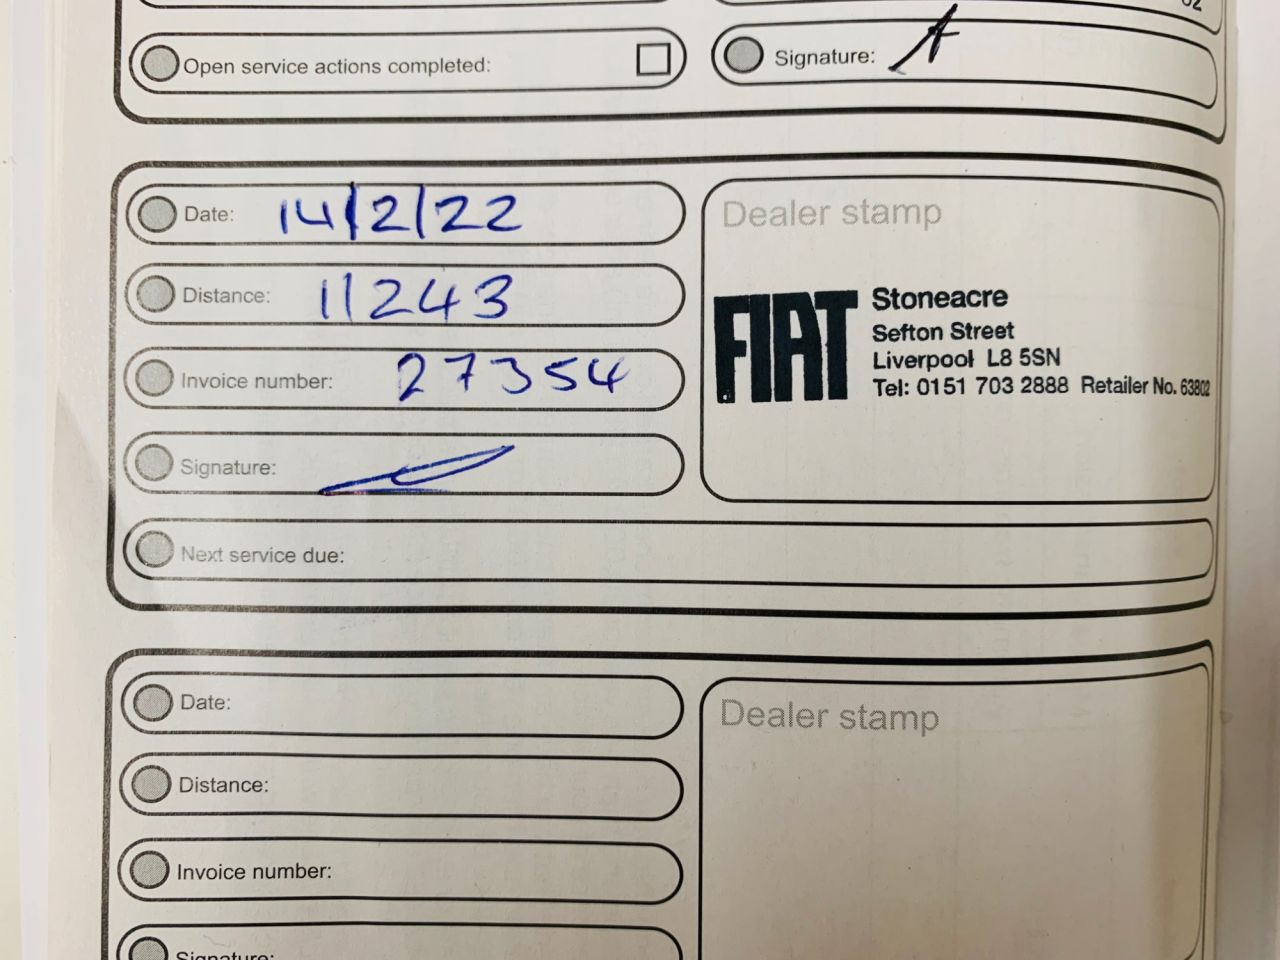 02
Open service actions completed:
Signature:
Date: 14/2/22
Distance: 11243
Invoice number: 27354
Signature:
Next service due:
Dealer stamp
FIAT
Stoneacre
Sefton Street
Liverpool L8 5SN
Tel: 0151 703 2888 Retailer No. 63802
Date:
Distance:
Invoice number:
Signature:
Dealer stamp